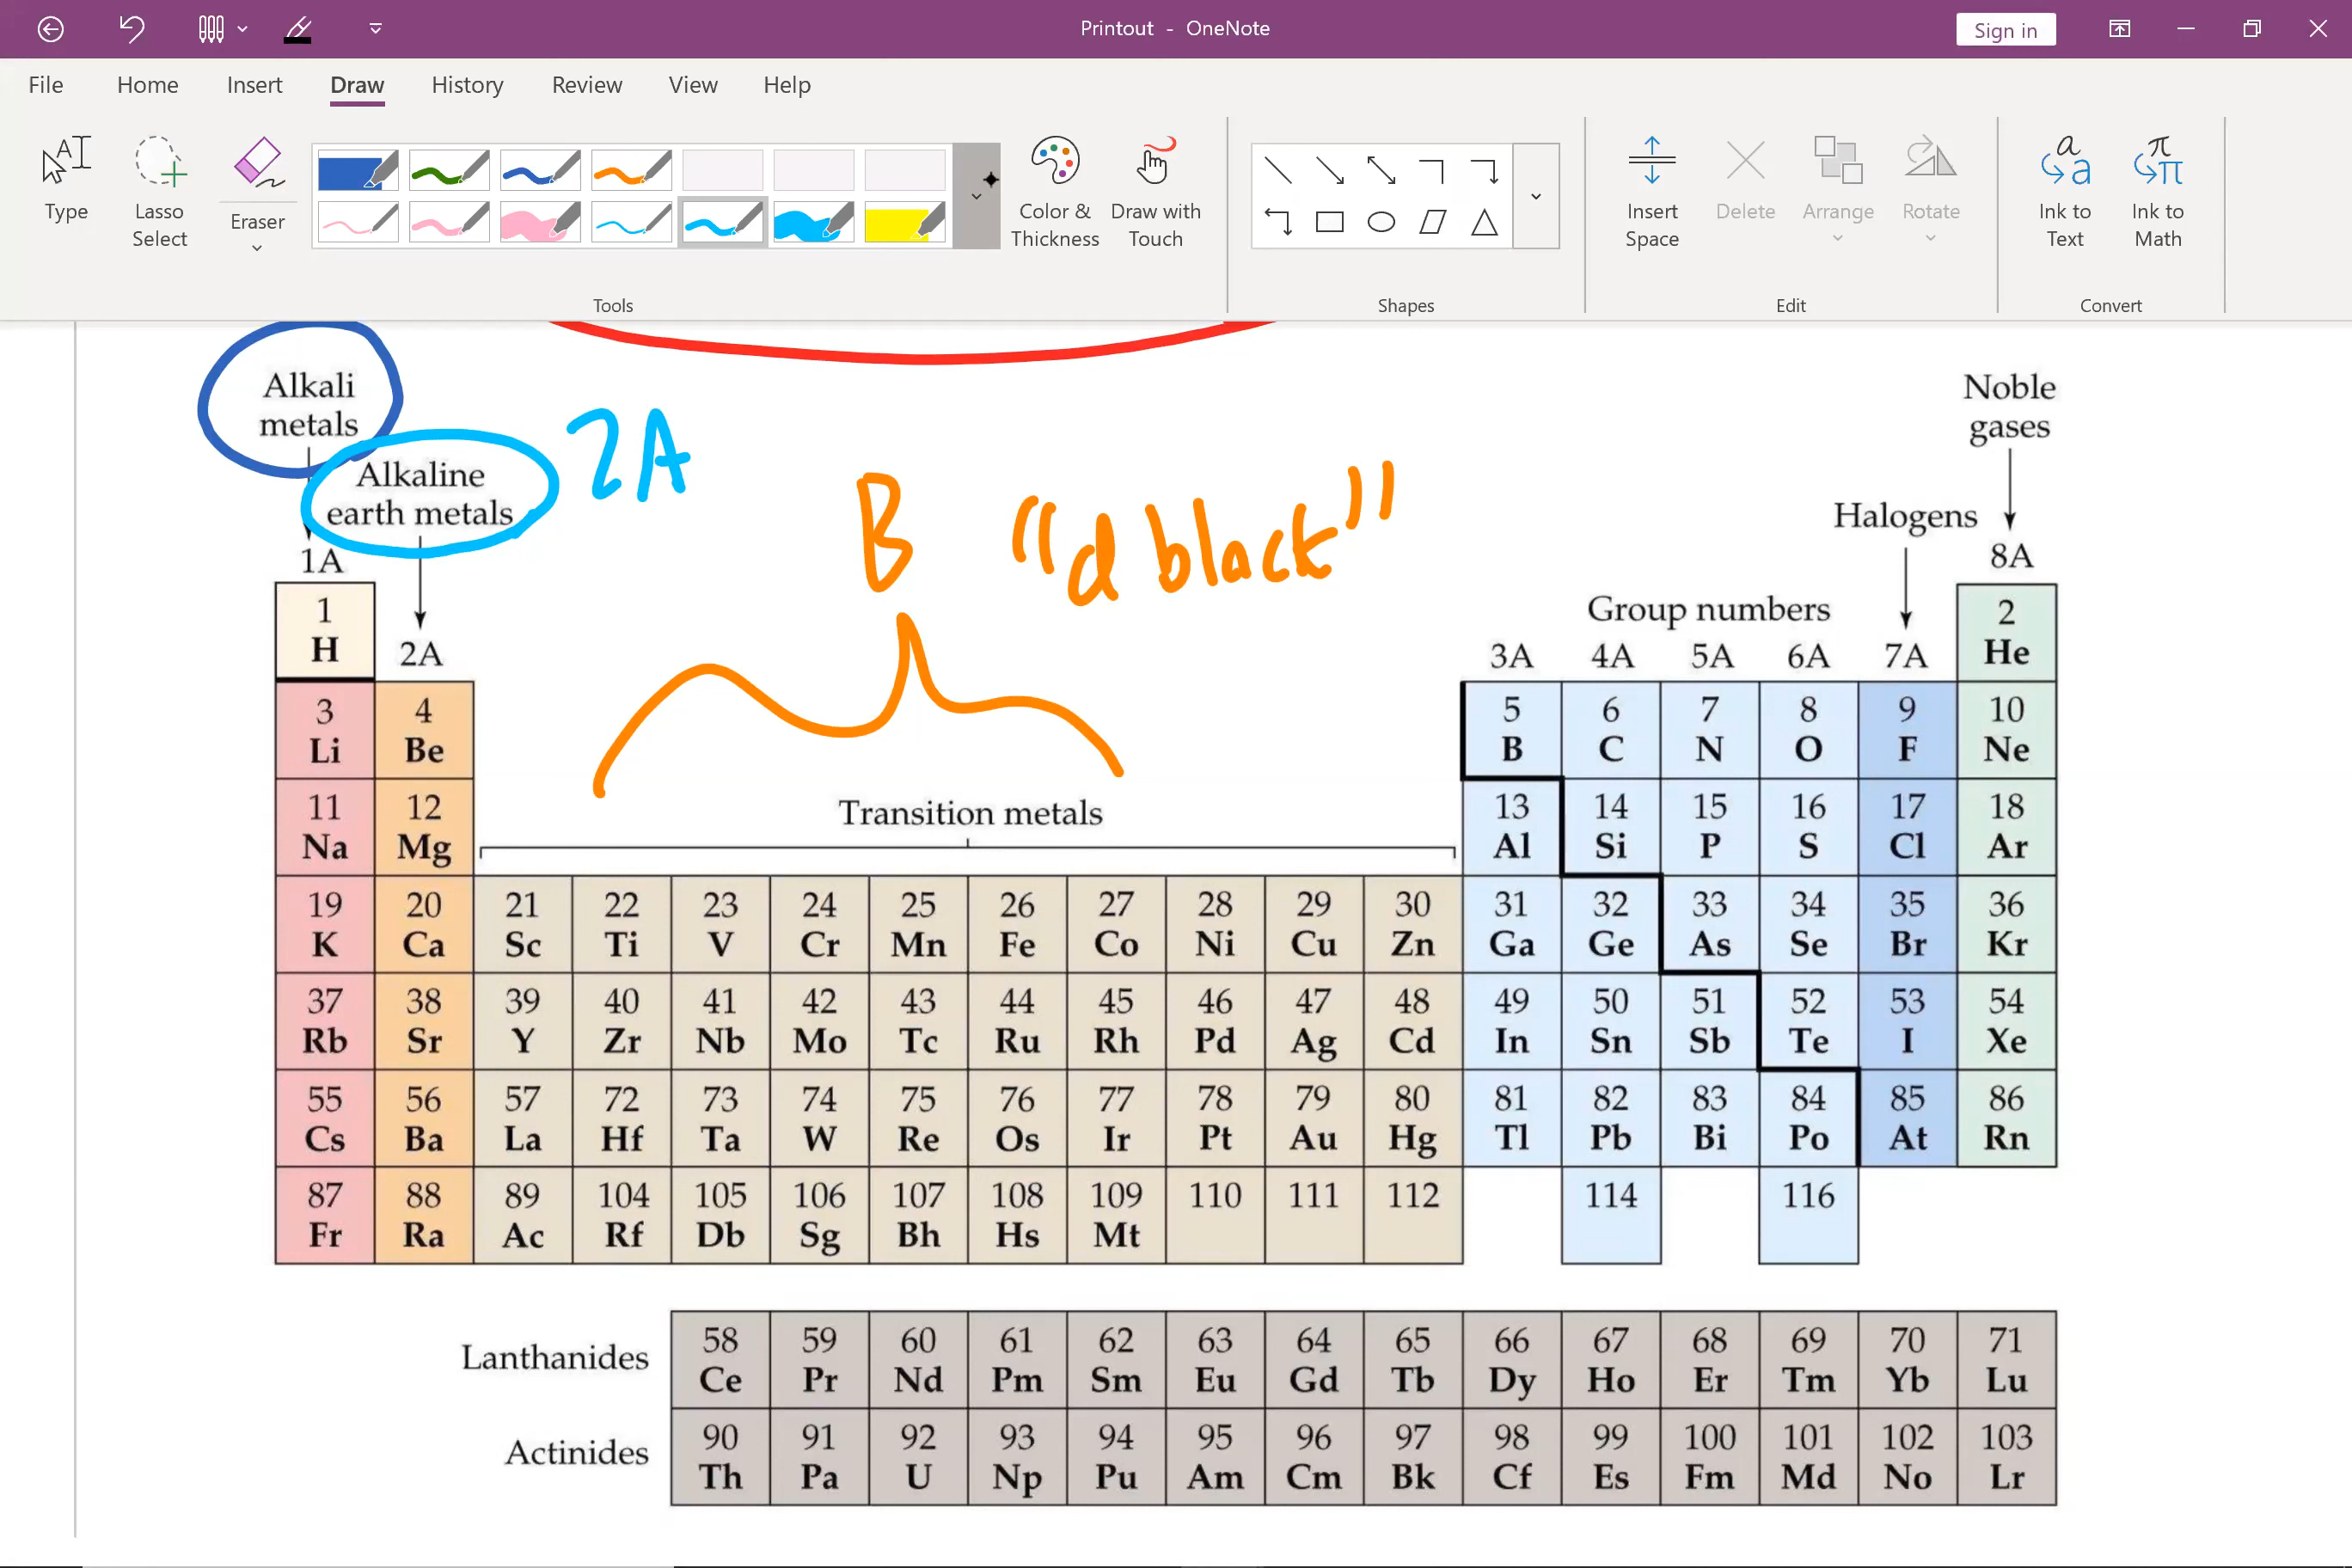 Printout - OneNote
Sign in
File Home Insert Draw History Review View Help
Type
Lasso Select
Eraser
Color & Thickness
Draw with Touch
Insert Space
Delete
Arrange
Rotate
Ink to Text
Ink to Math
Tools Shapes Edit Convert
Alkali
metals
Alkaline
earth metals
2A
B "d block"
Noble
gases
Halogens
1A 8A
Group numbers
2A 3A 4A 5A 6A 7A
1 2
H He
3 4 5 6 7 8 9 10
Li Be B C N O F Ne
Transition metals
11 12 13 14 15 16 17 18
Na Mg Al Si P S Cl Ar
19 20 21 22 23 24 25 26 27 28 29 30 31 32 33 34 35 36
K Ca Sc Ti V Cr Mn Fe Co Ni Cu Zn Ga Ge As Se Br Kr
37 38 39 40 41 42 43 44 45 46 47 48 49 50 51 52 53 54
Rb Sr Y Zr Nb Mo Tc Ru Rh Pd Ag Cd In Sn Sb Te I Xe
55 56 57 72 73 74 75 76 77 78 79 80 81 82 83 84 85 86
Cs Ba La Hf Ta W Re Os Ir Pt Au Hg Tl Pb Bi Po At Rn
87 88 89 104 105 106 107 108 109 110 111 112 114 116
Fr Ra Ac Rf Db Sg Bh Hs Mt
Lanthanides
58 59 60 61 62 63 64 65 66 67 68 69 70 71
Ce Pr Nd Pm Sm Eu Gd Tb Dy Ho Er Tm Yb Lu
Actinides
90 91 92 93 94 95 96 97 98 99 100 101 102 103
Th Pa U Np Pu Am Cm Bk Cf Es Fm Md No Lr